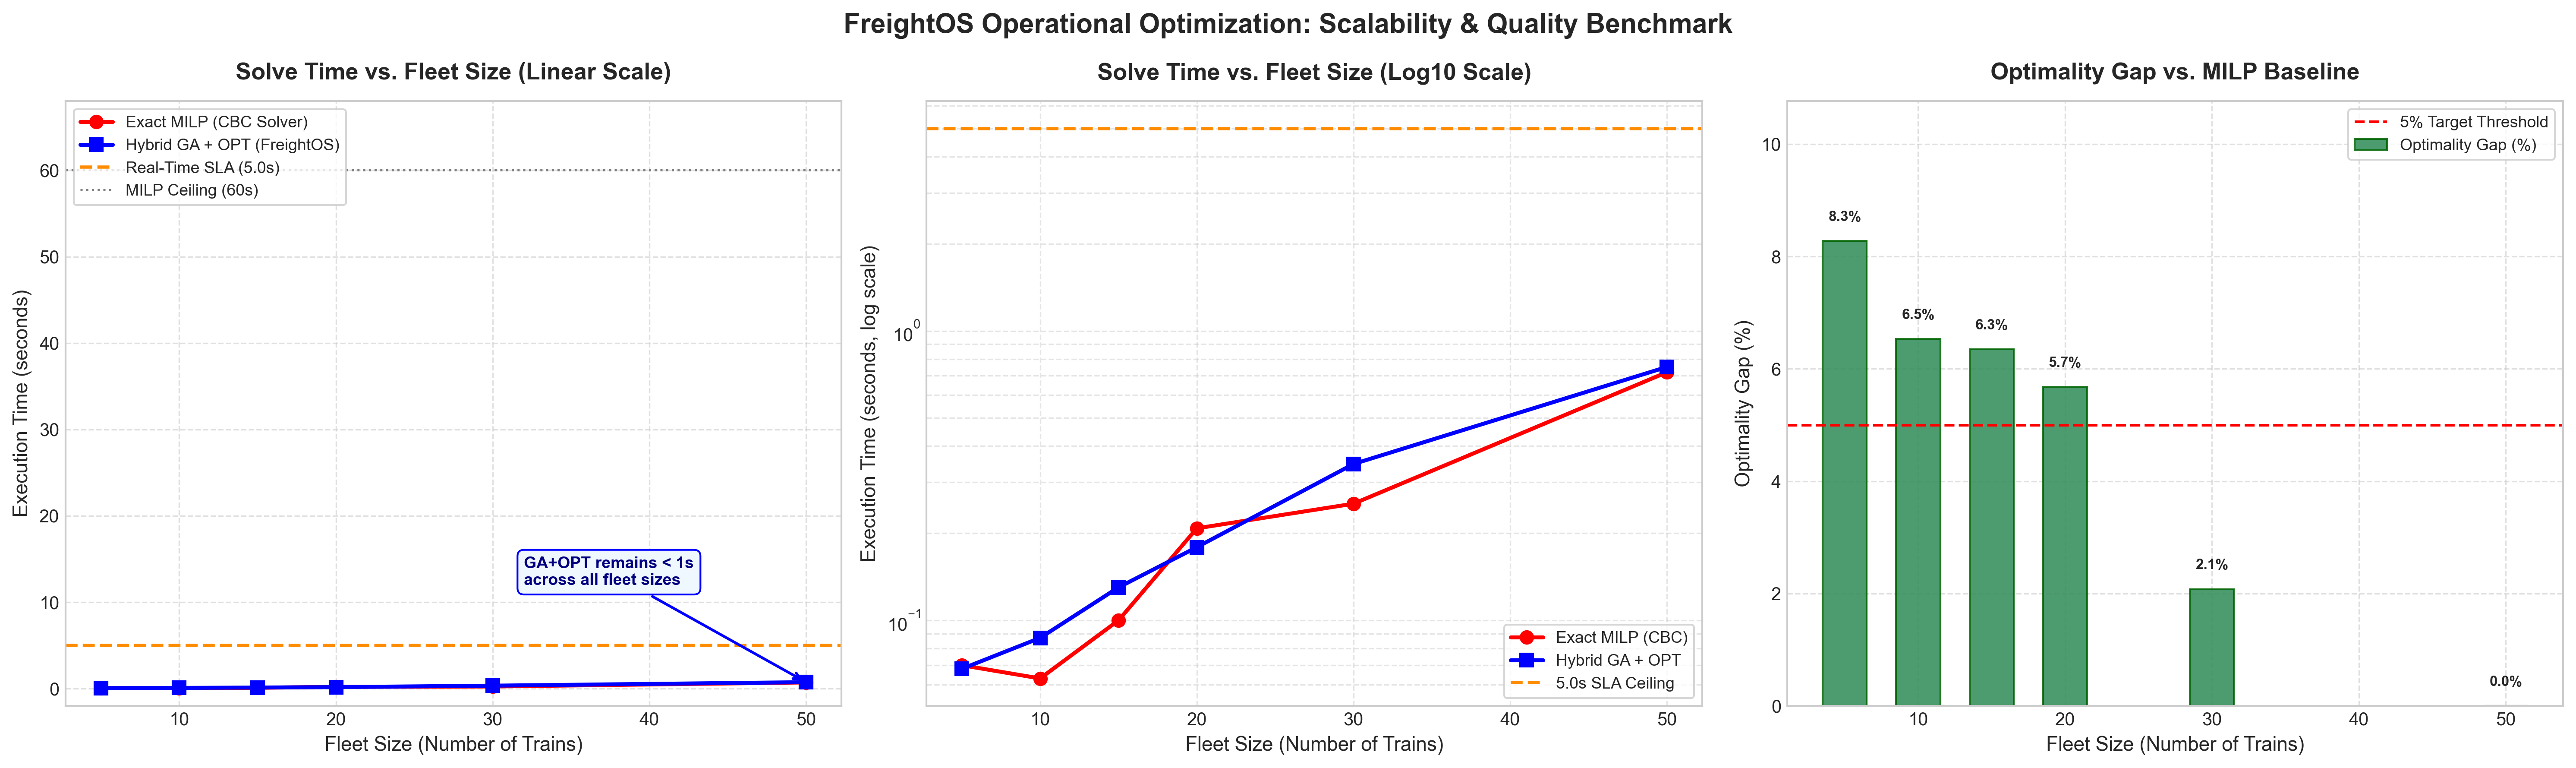 FreightOS Operational Optimization: Scalability & Quality Benchmark
Solve Time vs. Fleet Size (Linear Scale)
Exact MILP (CBC Solver)
Hybrid GA + OPT (FreightOS)
Real-Time SLA (5.0s)
MILP Ceiling (60s)
60
50
40
30
20
10
0
Execution Time (seconds)
GA+OPT remains < 1s
across all fleet sizes
10
20
30
40
50
Fleet Size (Number of Trains)
Solve Time vs. Fleet Size (Log10 Scale)
Execution Time (seconds, log scale)
10⁰
10⁻¹
Exact MILP (CBC)
Hybrid GA + OPT
5.0s SLA Ceiling
10
20
30
40
50
Fleet Size (Number of Trains)
Optimality Gap vs. MILP Baseline
5% Target Threshold
Optimality Gap (%)
10
8
6
4
2
0
Optimality Gap (%)
8.3%
6.5%
6.3%
5.7%
2.1%
0.0%
10
20
30
40
50
Fleet Size (Number of Trains)